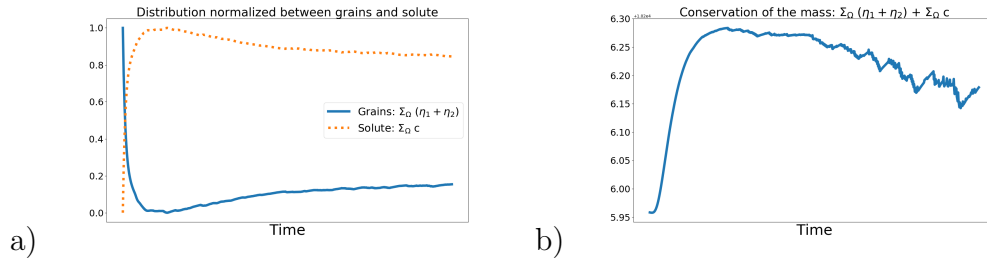 Distribution normalized between grains and solute
1.0
0.8
0.6
0.4
0.2
0.0
Grains: Σ_Ω (η₁ + η₂)
Solute: Σ_Ω c
Time
a)
Conservation of the mass: Σ_Ω (η₁ + η₂) + Σ_Ω c
+1.02e4
6.30
6.25
6.20
6.15
6.10
6.05
6.00
5.95
Time
b)